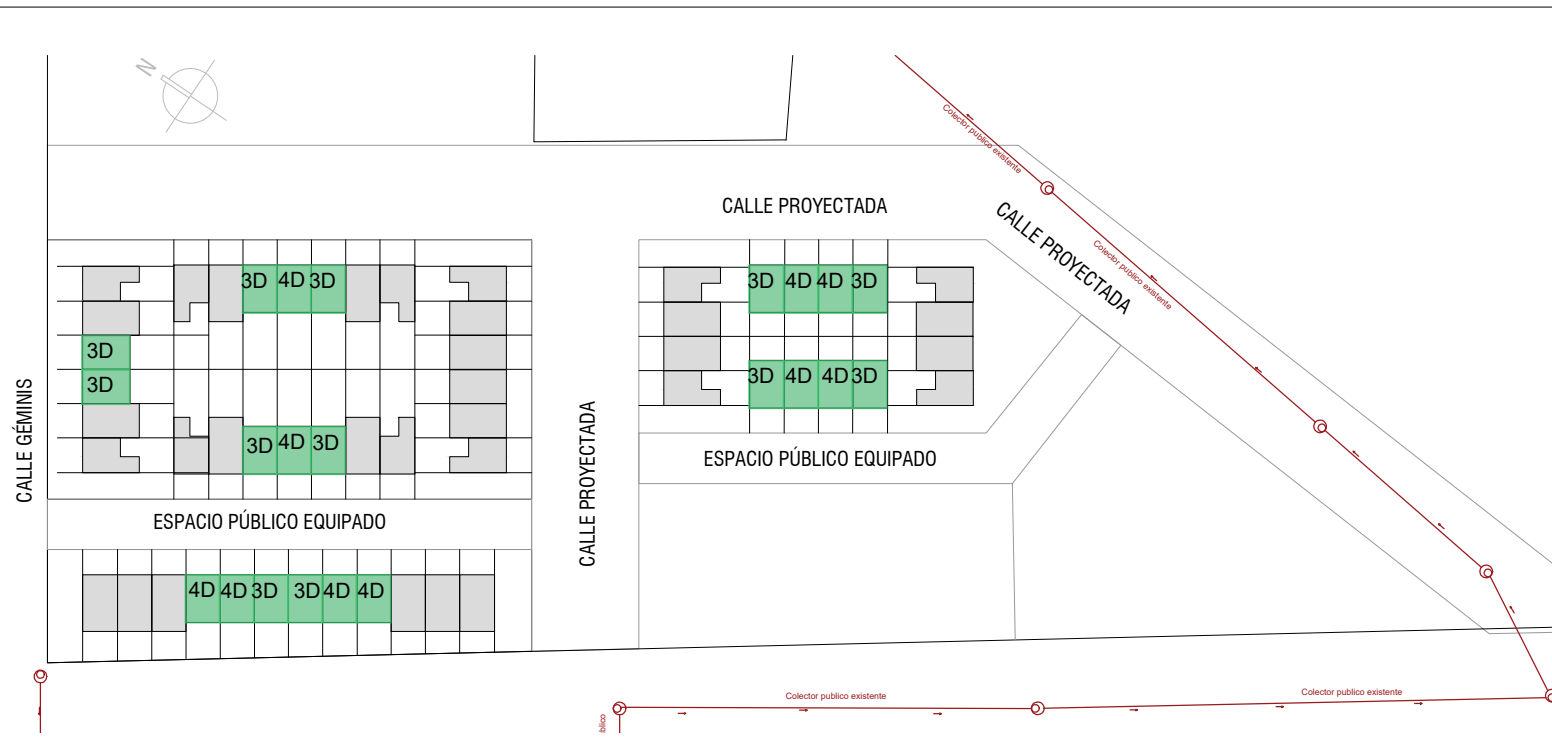 N
Colector publico existente
CALLE PROYECTADA
CALLE PROYECTADA
Colector publico existente
3D 4D 3D
3D 4D 4D 3D
3D
3D
3D 4D 4D 3D
CALLE GÉMINIS
3D 4D 3D
CALLE PROYECTADA
ESPACIO PÚBLICO EQUIPADO
ESPACIO PÚBLICO EQUIPADO
4D 4D 3D 3D 4D 4D
Colector publico existente
Colector publico existente